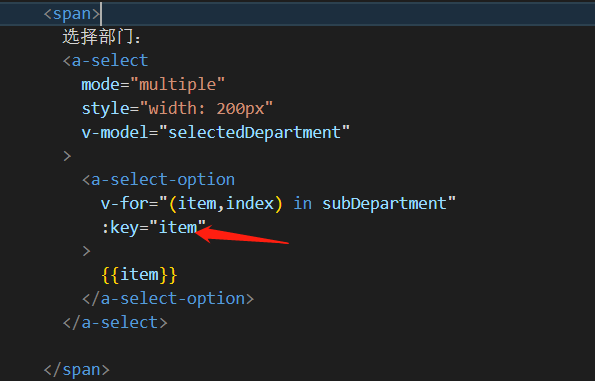 <span>
选择部门：
<a-select
mode="multiple"
style="width: 200px"
v-model="selectedDepartment"
>
<a-select-option
v-for="(item,index) in subDepartment"
:key="item"
>
{{item}}
</a-select-option>
</a-select>
</span>